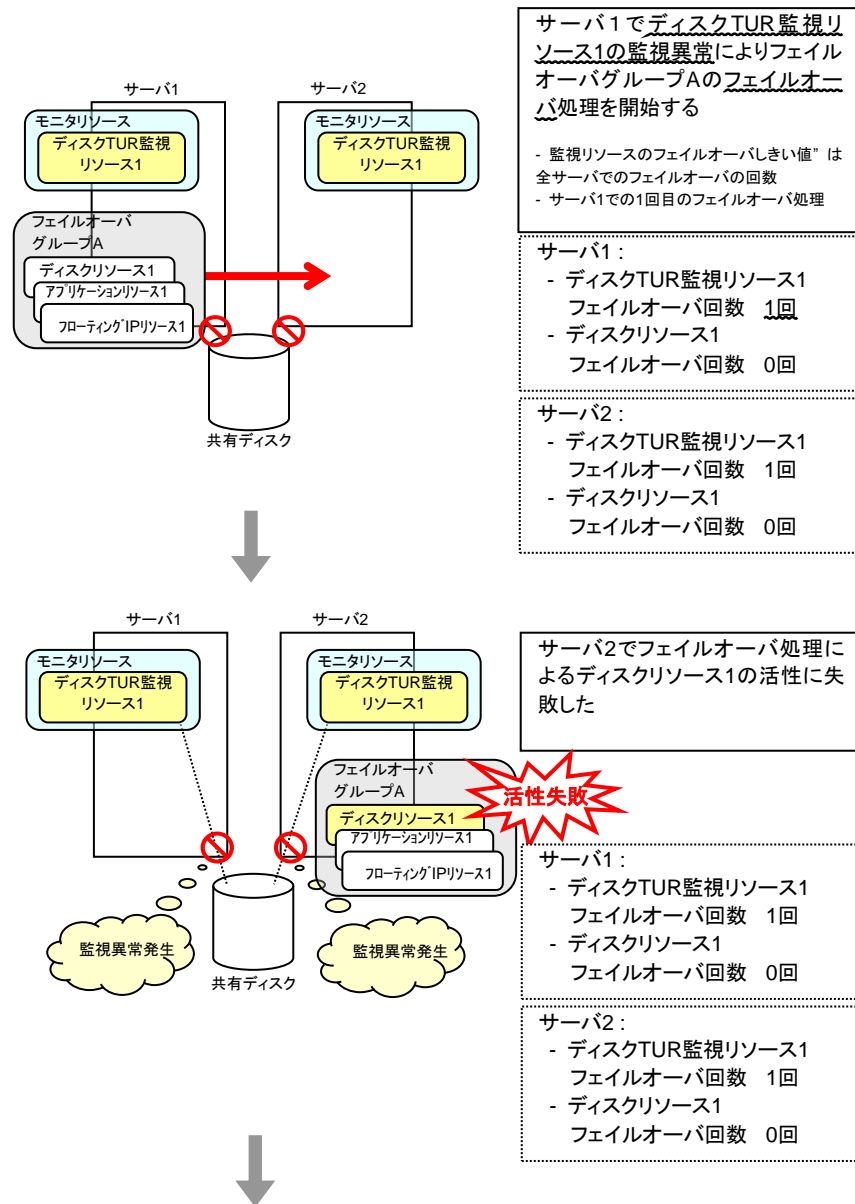 サーバ1でディスクTUR監視リ
ソース1の監視異常によりフェイル
オーバグループAのフェイルオー
バ処理を開始する
- 監視リソースのフェイルオーバしきい値” は
全サーバでのフェイルオーバの回数
- サーバ1での1回目のフェイルオーバ処理
サーバ1
サーバ2
モニタリソース
ディスクTUR監視
リソース1
モニタリソース
ディスクTUR監視
リソース1
フェイルオーバ
グループA
ディスクリソース1
アプリケーションリソース1
フローティングIPリソース1
共有ディスク
サーバ1 :
- ディスクTUR監視リソース1
フェイルオーバ回数 1回
- ディスクリソース1
フェイルオーバ回数 0回
サーバ2 :
- ディスクTUR監視リソース1
フェイルオーバ回数 1回
- ディスクリソース1
フェイルオーバ回数 0回
サーバ1
サーバ2
モニタリソース
ディスクTUR監視
リソース1
モニタリソース
ディスクTUR監視
リソース1
サーバ2でフェイルオーバ処理に
よるディスクリソース1の活性に失
敗した
フェイルオーバ
グループA
活性失敗
ディスクリソース1
アプリケーションリソース1
フローティングIPリソース1
監視異常発生
監視異常発生
共有ディスク
サーバ1 :
- ディスクTUR監視リソース1
フェイルオーバ回数 1回
- ディスクリソース1
フェイルオーバ回数 0回
サーバ2 :
- ディスクTUR監視リソース1
フェイルオーバ回数 1回
- ディスクリソース1
フェイルオーバ回数 0回